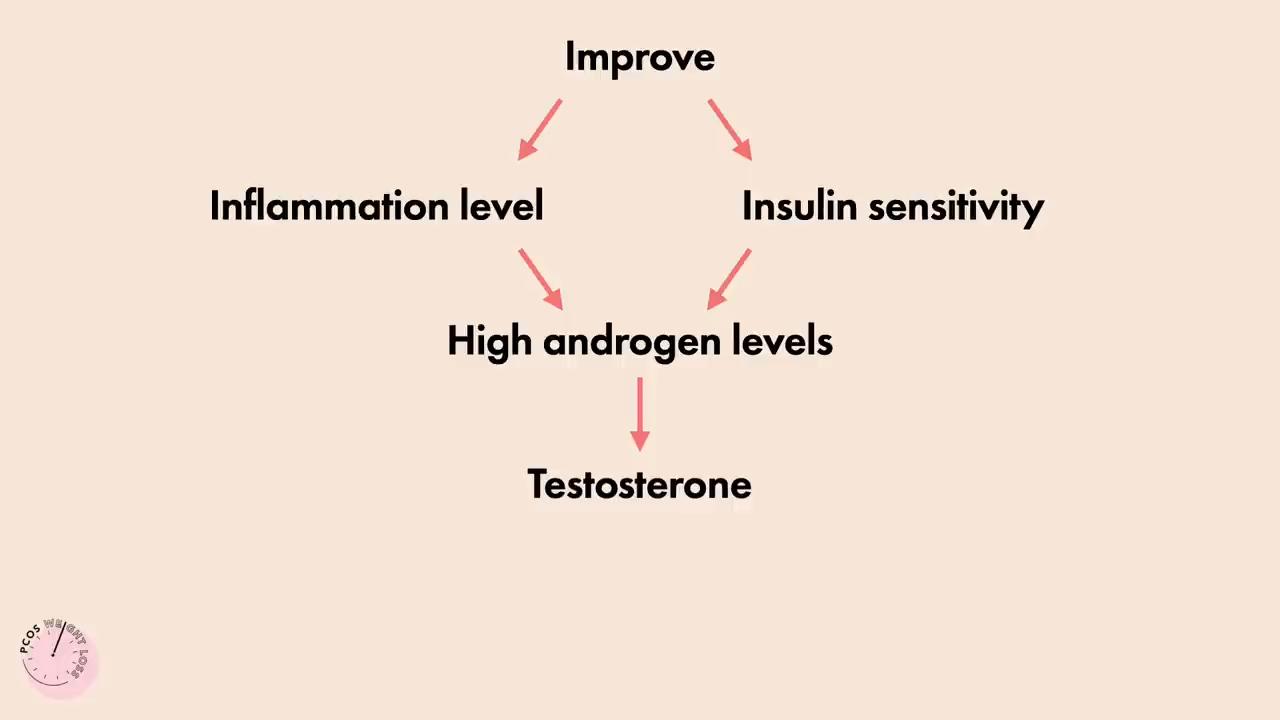 Improve
Inflammation level
Insulin sensitivity
High androgen levels
Testosterone
PCOS WEIGHT LOSS